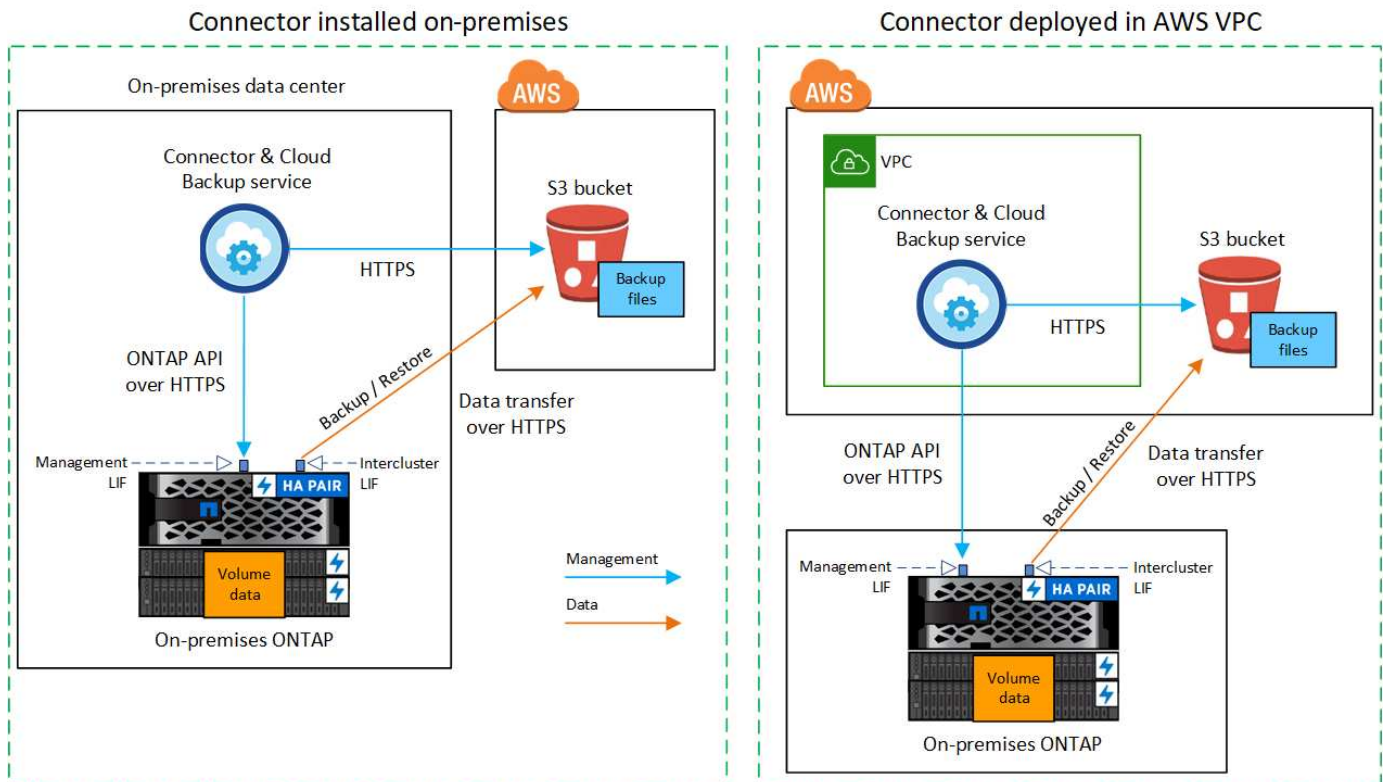 Connector installed on-premises
On-premises data center
AWS
Connector & Cloud
Backup service
S3 bucket
HTTPS
Backup
files
ONTAP API
over HTTPS
Backup / Restore
Data transfer
over HTTPS
Management
LIF
Intercluster
LIF
HA PAIR
Volume
data
On-premises ONTAP
Management
Data
Connector deployed in AWS VPC
AWS
VPC
Connector & Cloud
Backup service
S3 bucket
HTTPS
Backup
files
ONTAP API
over HTTPS
Backup / Restore
Data transfer
over HTTPS
Management
LIF
Intercluster
LIF
HA PAIR
Volume
data
On-premises ONTAP